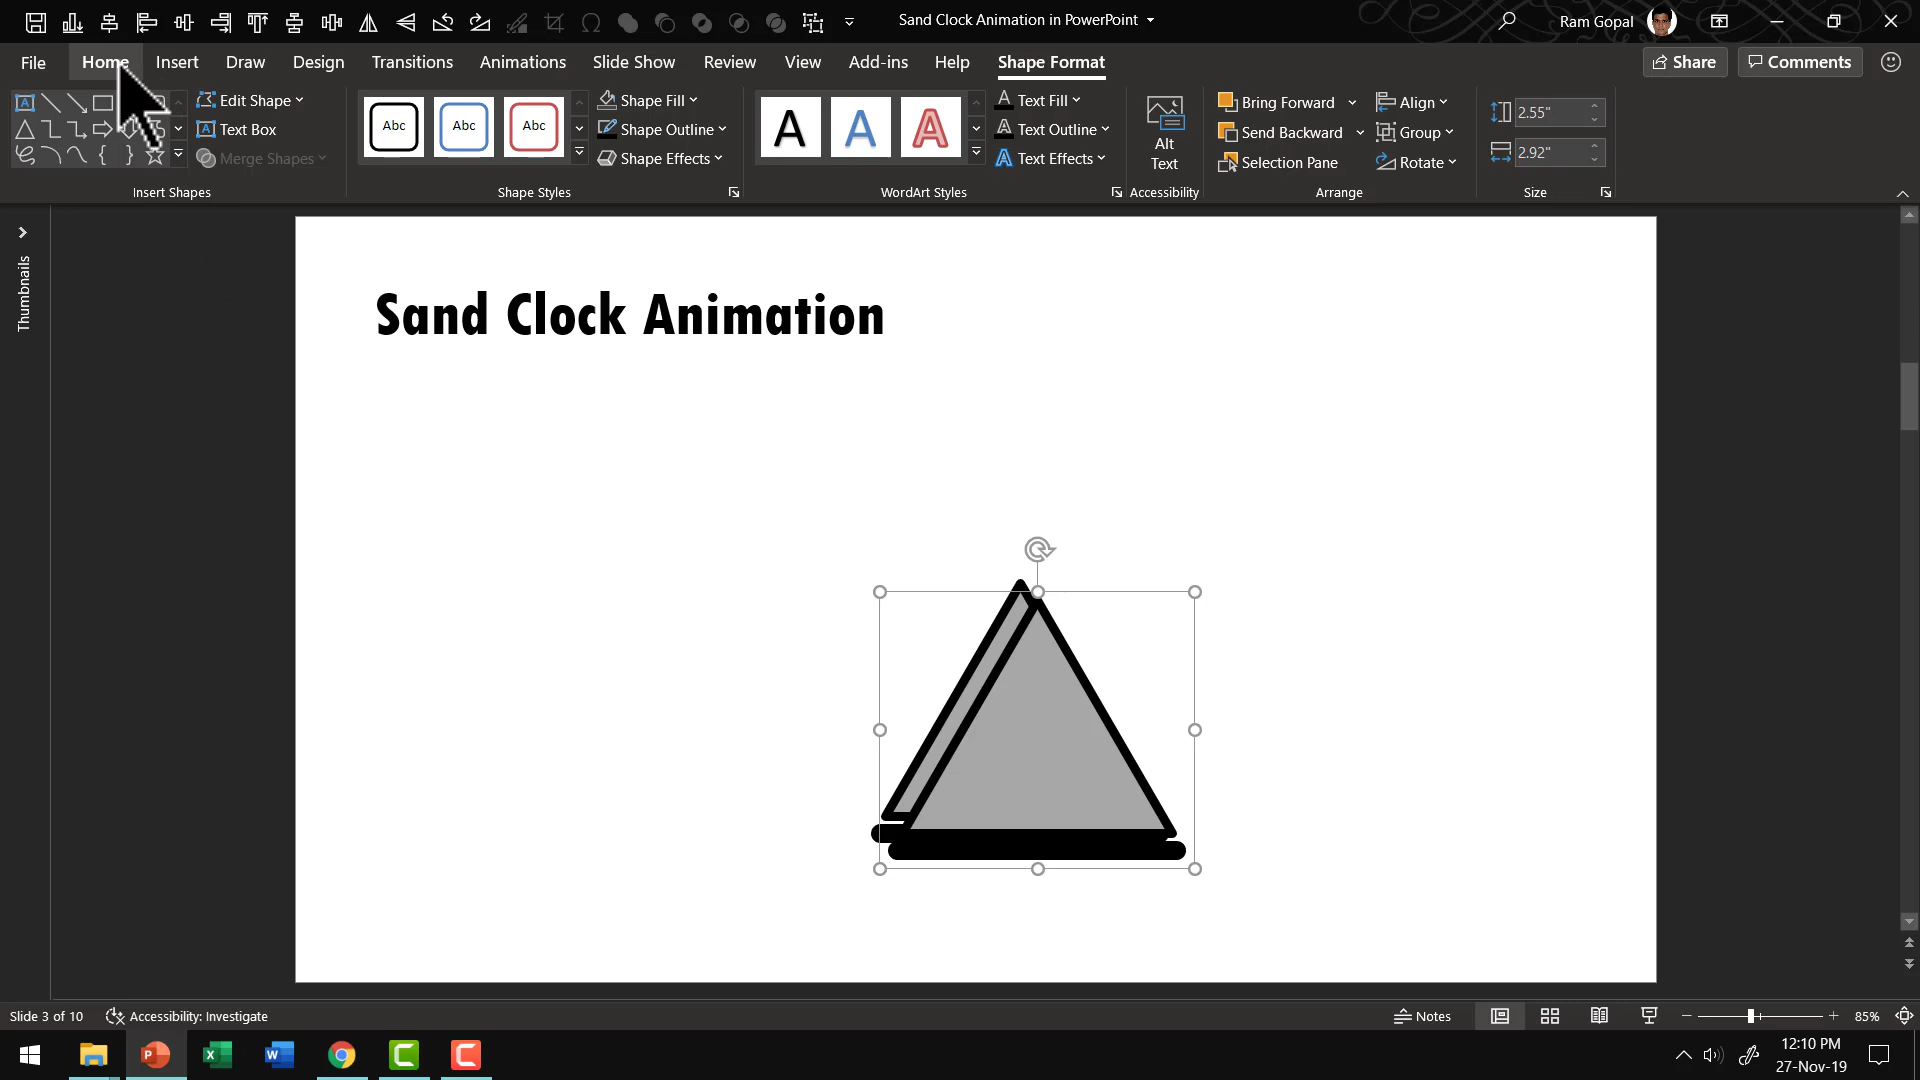 Sand Clock Animation in PowerPoint
Ram Gopal
File Home Insert Draw Design Transitions Animations Slide Show Review View Add-ins Help Shape Format
Share Comments
Edit Shape
Text Box
Merge Shapes
Insert Shapes
Abc Abc Abc
Shape Fill
Shape Outline
Shape Effects
Shape Styles
A A A
Text Fill
Text Outline
Text Effects
WordArt Styles
Alt
Text
Accessibility
Bring Forward
Send Backward
Selection Pane
Align
Group
Rotate
Arrange
2.55"
2.92"
Size
Thumbnails
Sand Clock Animation
Slide 3 of 10 Accessibility: Investigate
Notes
85%
12:10 PM
27-Nov-19